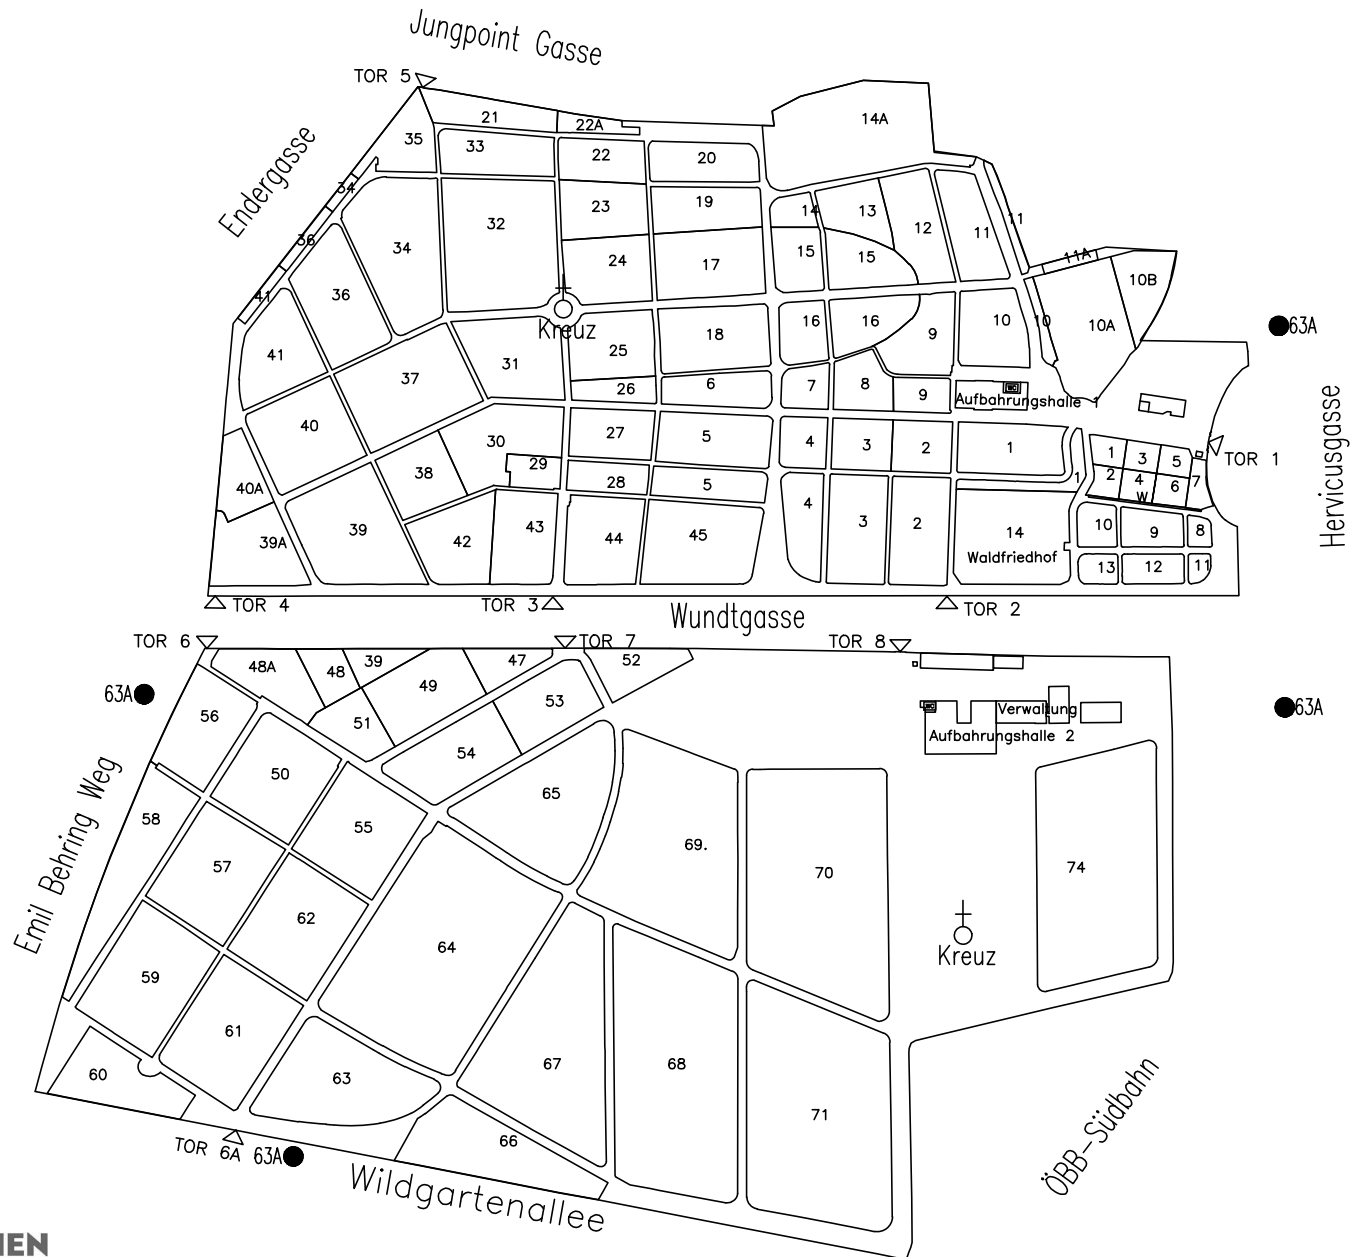 Jungpoint Gasse
TOR 5
21
22A
14A
35
33
22
20
Endergasse
34
23
19
14
13
11
36
34
32
12
11
24
17
15
15
11A
10B
41
36
Kreuz
16
16
10
10
10A
63A
41
25
18
9
31
37
26
6
7
8
9
Aufbahrungshalle 1
40
30
27
5
4
3
2
1
1
3
5
TOR 1
29
38
28
5
1
2
4
6
7
40A
W
Hervicusgasse
39A
39
42
43
44
45
4
3
2
14
Waldfriedhof
10
9
8
13
12
11
TOR 4
TOR 3
Wundtgasse
TOR 2
TOR 6
TOR 7
TOR 8
48A
48
39
47
52
63A
49
53
56
51
Verwaltung
63A
54
Aufbahrungshalle 2
50
65
Emil Behring Weg
58
55
69.
57
70
74
62
64
Kreuz
59
61
67
68
60
63
71
66
ÖBB-Südbahn
TOR 6A
63A
Wildgartenallee
IEN